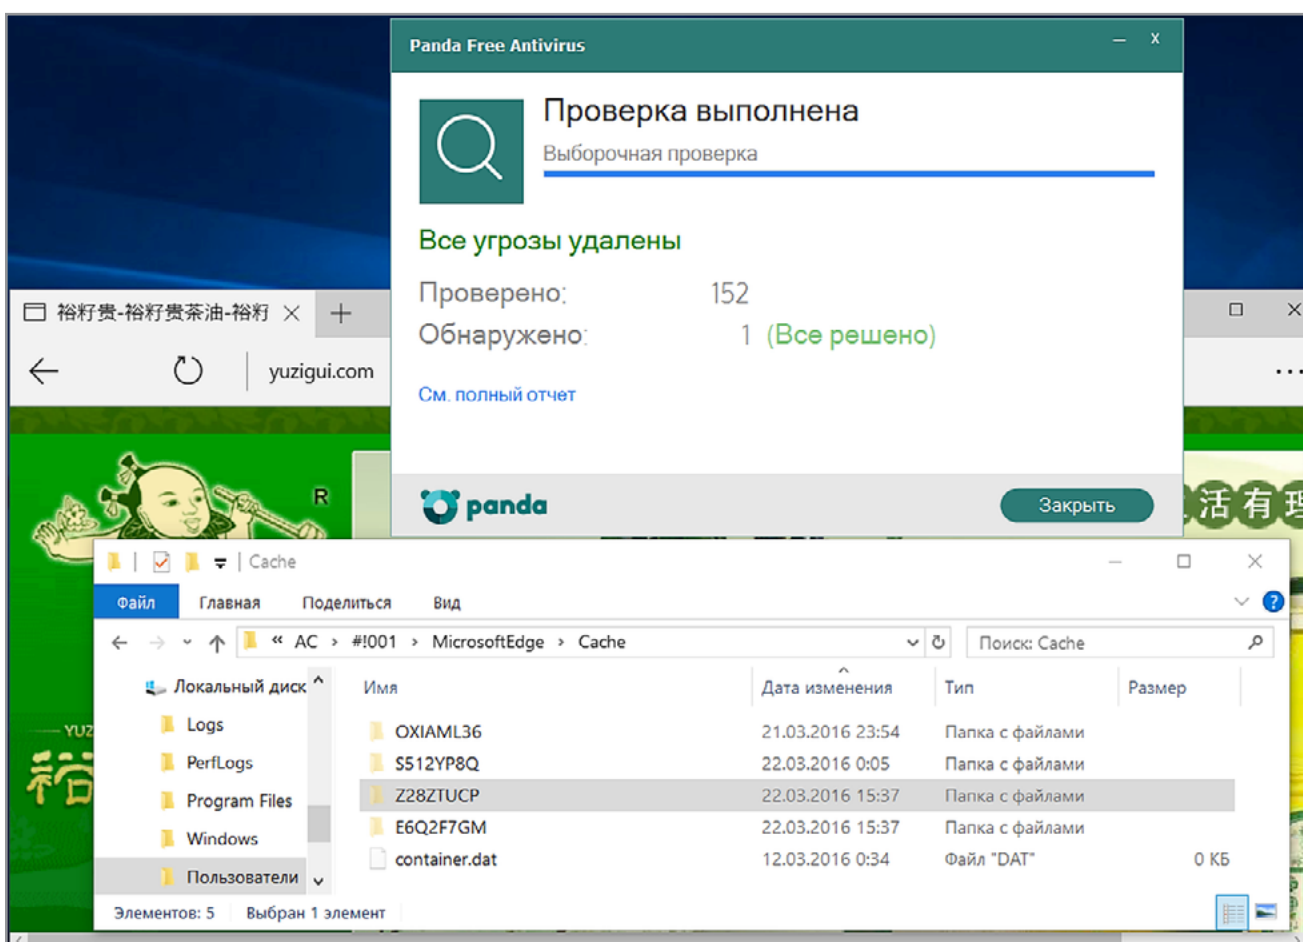 Panda Free Antivirus
Проверка выполнена
Выборочная проверка
Все угрозы удалены
Проверено: 152
Обнаружено: 1 (Все решено)
См. полный отчет
panda
Закрыть
裕籽贵-裕籽贵茶油-裕籽
yuzigui.com
R
活有理
YUZ
裕
Cache
Файл Главная Поделиться Вид
« AC › #!001 › MicrosoftEdge › Cache
Поиск: Cache
Локальный диск
Logs
PerfLogs
Program Files
Windows
Пользователи
Имя Дата изменения Тип Размер
OXIAML36 21.03.2016 23:54 Папка с файлами
S512YP8Q 22.03.2016 0:05 Папка с файлами
Z28ZTUCP 22.03.2016 15:37 Папка с файлами
E6Q2F7GM 22.03.2016 15:37 Папка с файлами
container.dat 12.03.2016 0:34 Файл "DAT" 0 КБ
Элементов: 5 Выбран 1 элемент